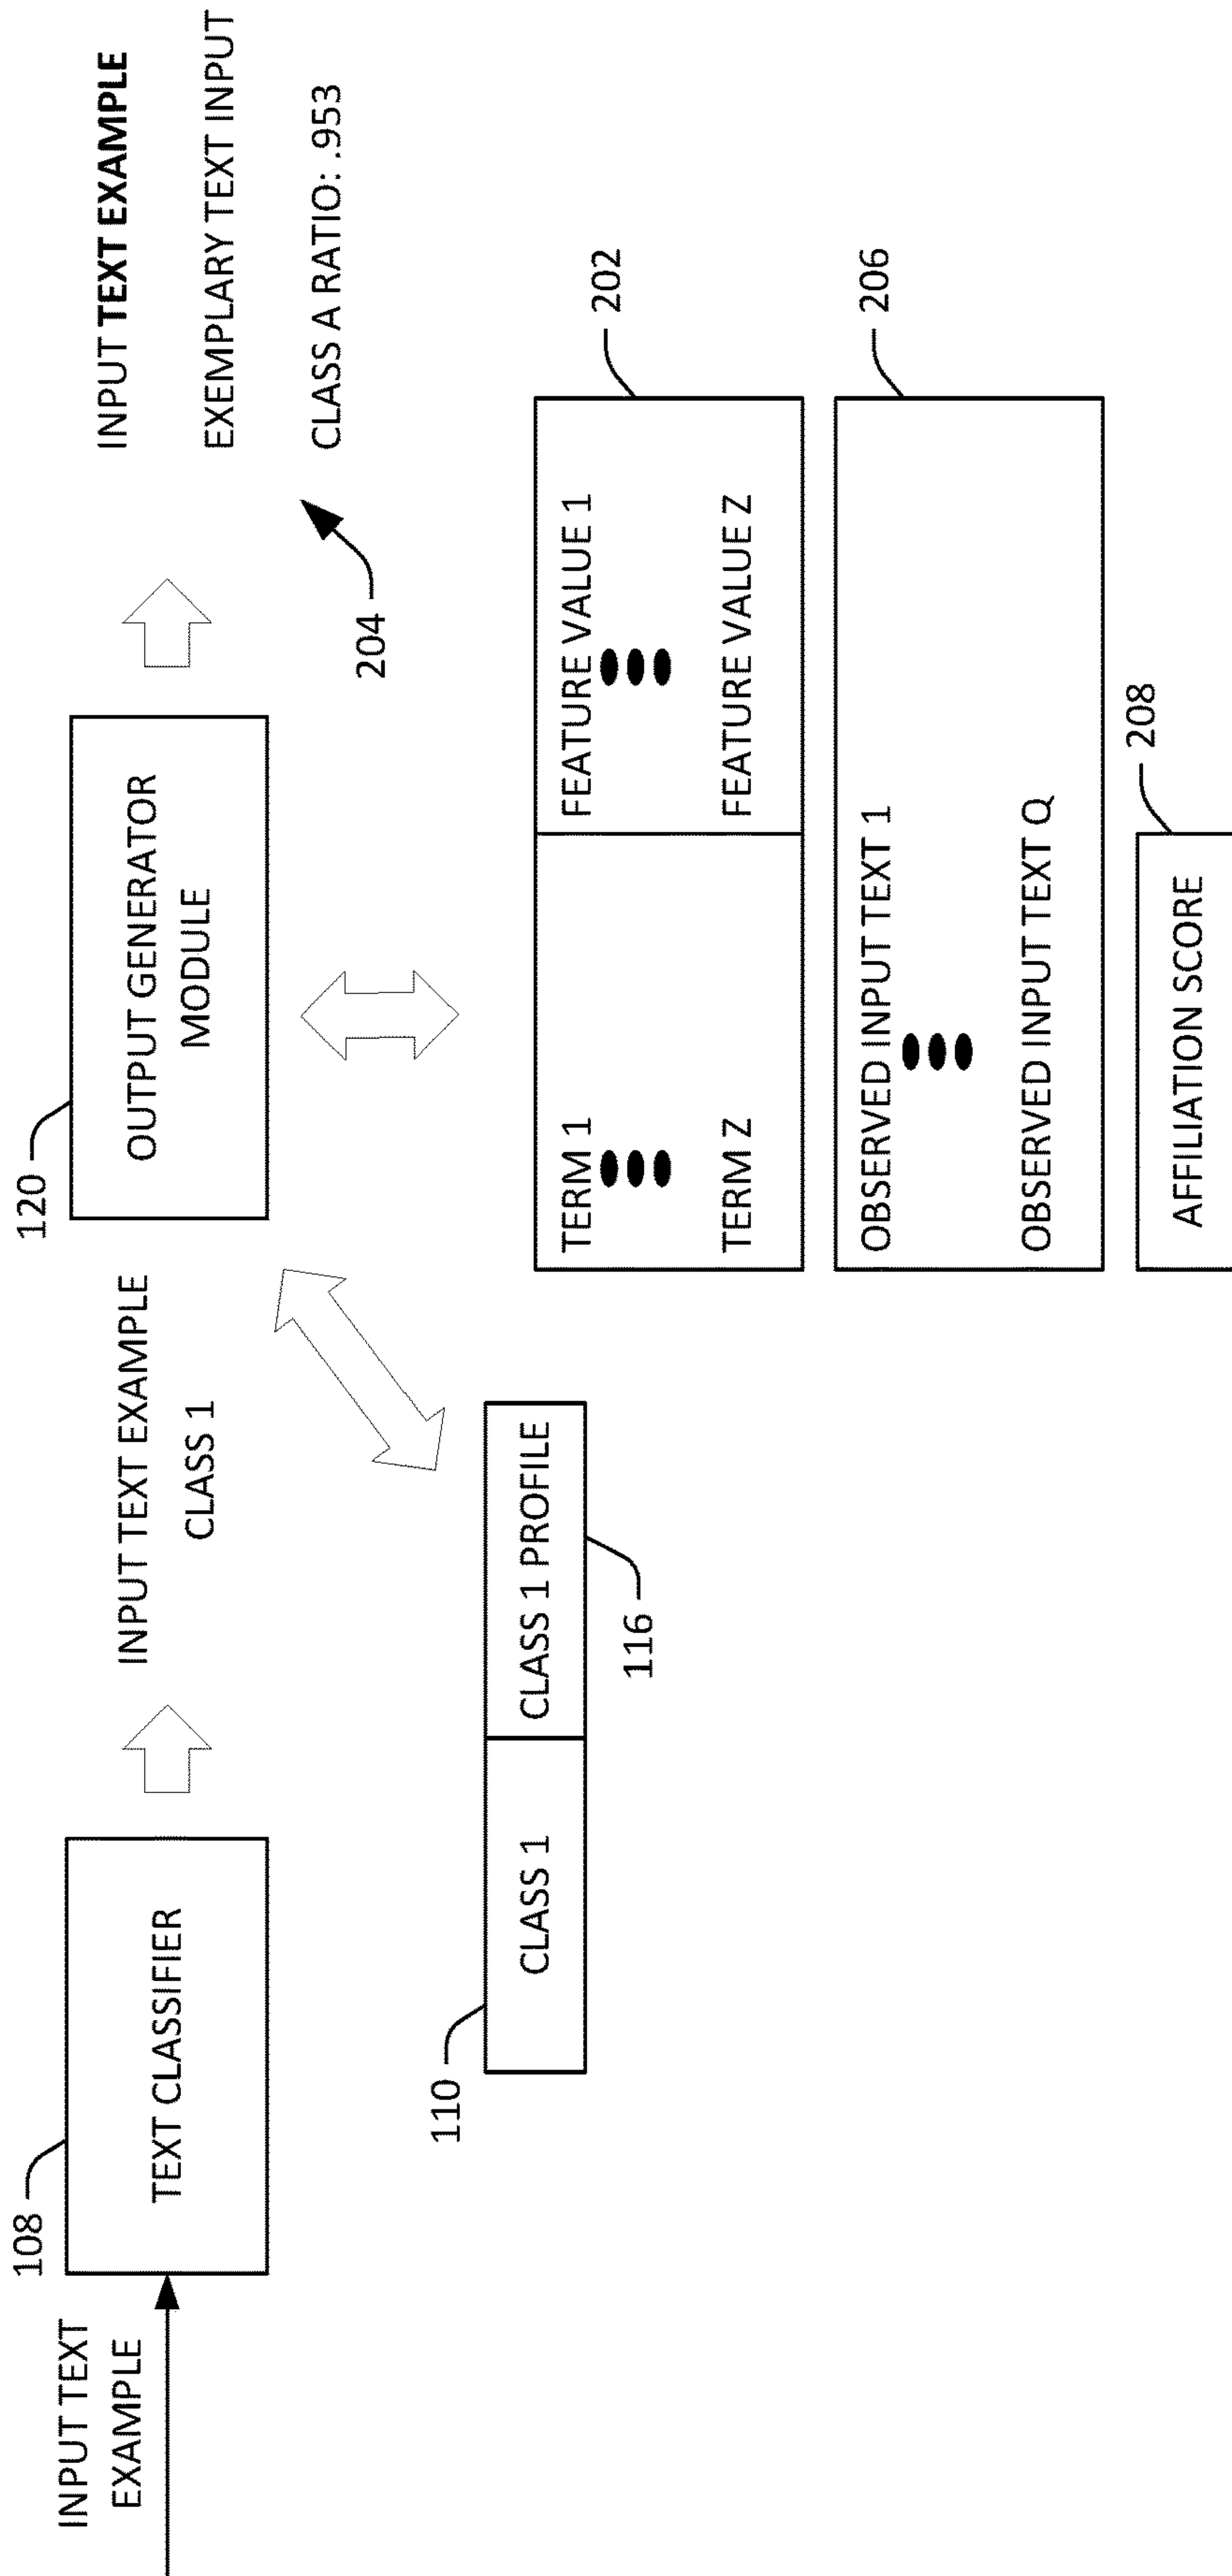 INPUT TEXT
EXAMPLE
108
TEXT CLASSIFIER
INPUT TEXT EXAMPLE
CLASS 1
120
OUTPUT GENERATOR
MODULE
INPUT TEXT EXAMPLE
EXEMPLARY TEXT INPUT
CLASS A RATIO: .953
204
110
CLASS 1
CLASS 1 PROFILE
116
TERM 1
FEATURE VALUE 1
TERM Z
FEATURE VALUE Z
202
OBSERVED INPUT TEXT 1
OBSERVED INPUT TEXT Q
206
AFFILIATION SCORE
208